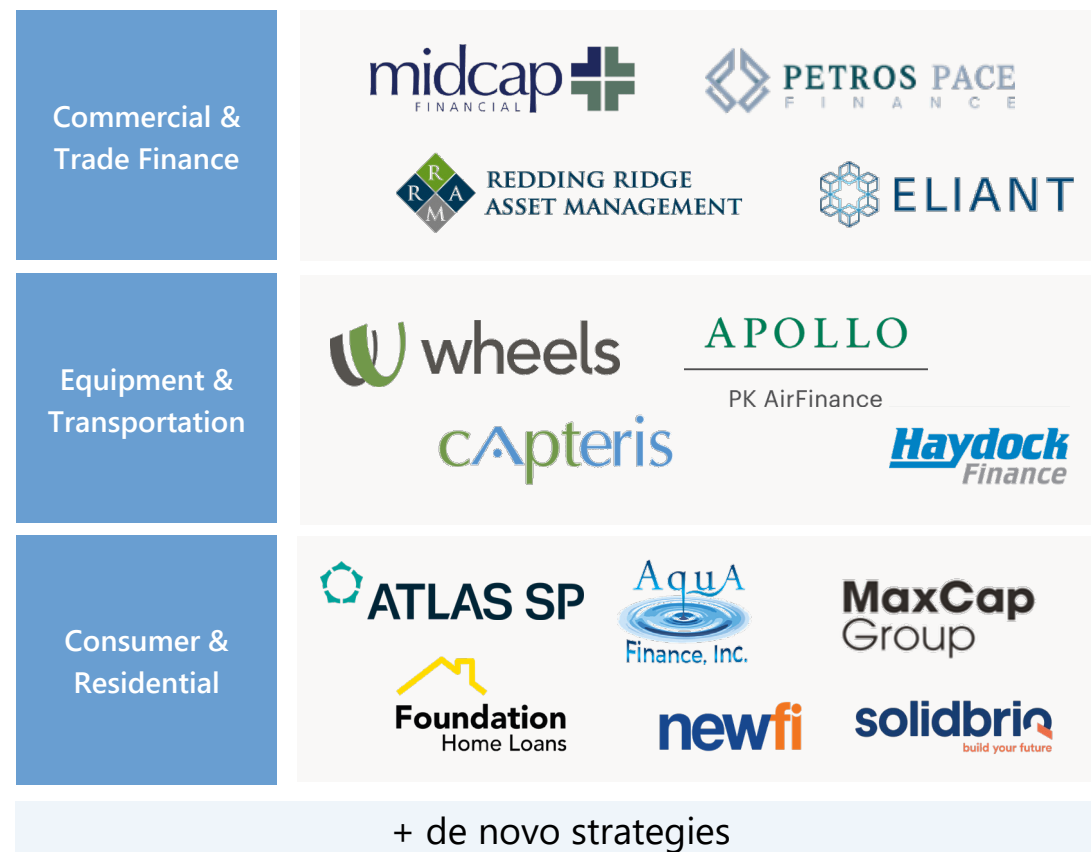 Commercial &
Trade Finance
midcap
FINANCIAL
PETROS PACE
FINANCE
R
R A
M
REDDING RIDGE
ASSET MANAGEMENT
ELIANT
Equipment &
Transportation
wheels
APOLLO
PK AirFinance
cApteris
Haydock
Finance
Consumer &
Residential
ATLAS SP
AquA
Finance, Inc.
MaxCap
Group
Foundation
Home Loans
newfi
solidbriQ
build your future
+ de novo strategies